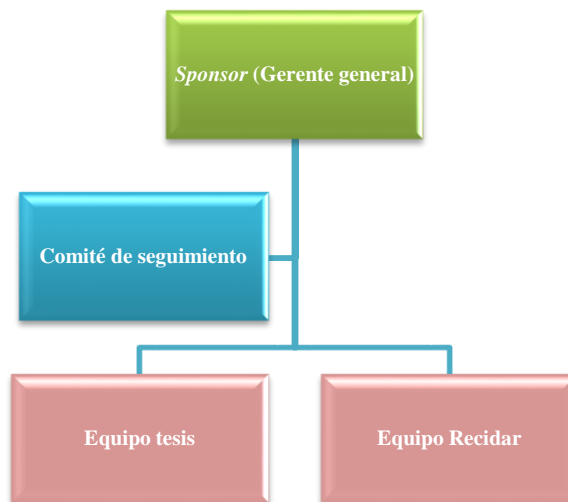 Sponsor (Gerente general)
Comité de seguimiento
Equipo tesis
Equipo Recidar